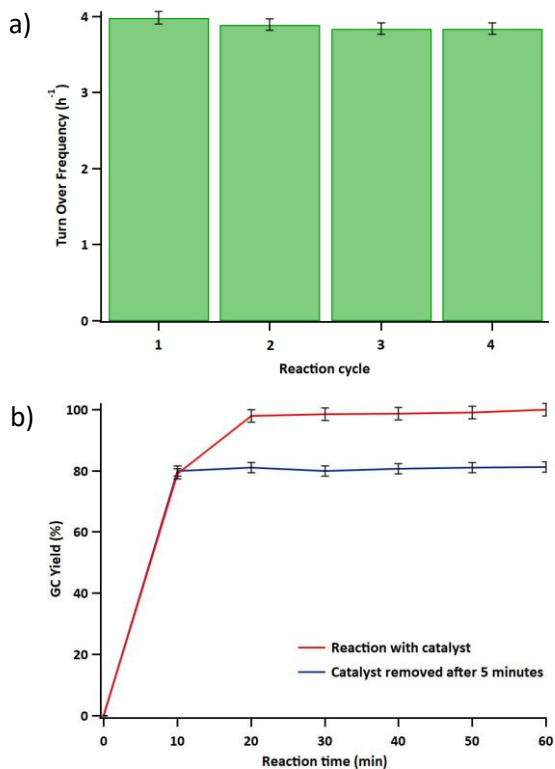 a)
Turn Over Frequency (h⁻¹)
4
3
2
1
0
1 2 3 4
Reaction cycle
b)
GC Yield (%)
100
80
60
40
20
0
Reaction with catalyst
Catalyst removed after 5 minutes
0 10 20 30 40 50 60
Reaction time (min)